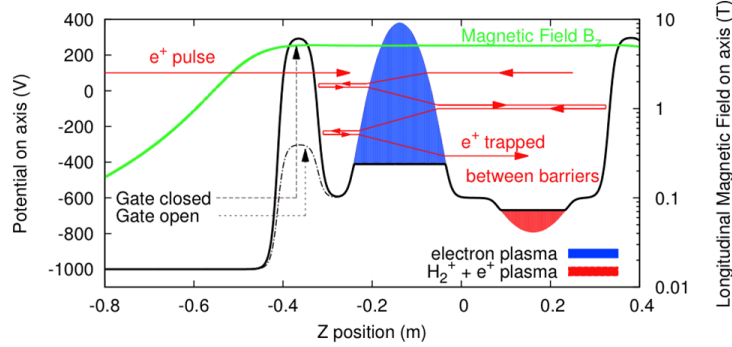 Potential on axis (V)
400
200
0
-200
-400
-600
-800
-1000
Magnetic Field B_z
e⁺ pulse
e⁺ trapped
between barriers
Gate closed
Gate open
electron plasma
H₂⁺ + e⁺ plasma
10
1
0.1
0.01
Longitudinal Magnetic Field on axis (T)
-0.8
-0.6
-0.4
-0.2
0
0.2
0.4
Z position (m)